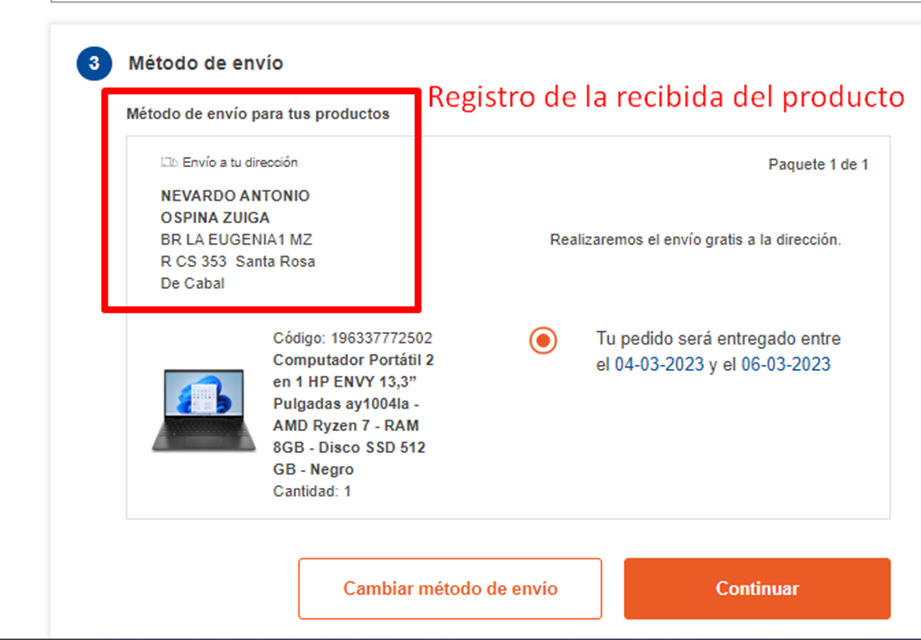 3 Método de envío
Registro de la recibida del producto
Método de envío para tus productos
Envío a tu dirección
Paquete 1 de 1
NEVARDO ANTONIO
OSPINA ZUIGA
BR LA EUGENIA1 MZ
R CS 353 Santa Rosa
De Cabal
Realizaremos el envío gratis a la dirección.
Código: 196337772502
Computador Portátil 2
en 1 HP ENVY 13,3”
Pulgadas ay1004la -
AMD Ryzen 7 - RAM
8GB - Disco SSD 512
GB - Negro
Cantidad: 1
Tu pedido será entregado entre
el 04-03-2023 y el 06-03-2023
Cambiar método de envío
Continuar